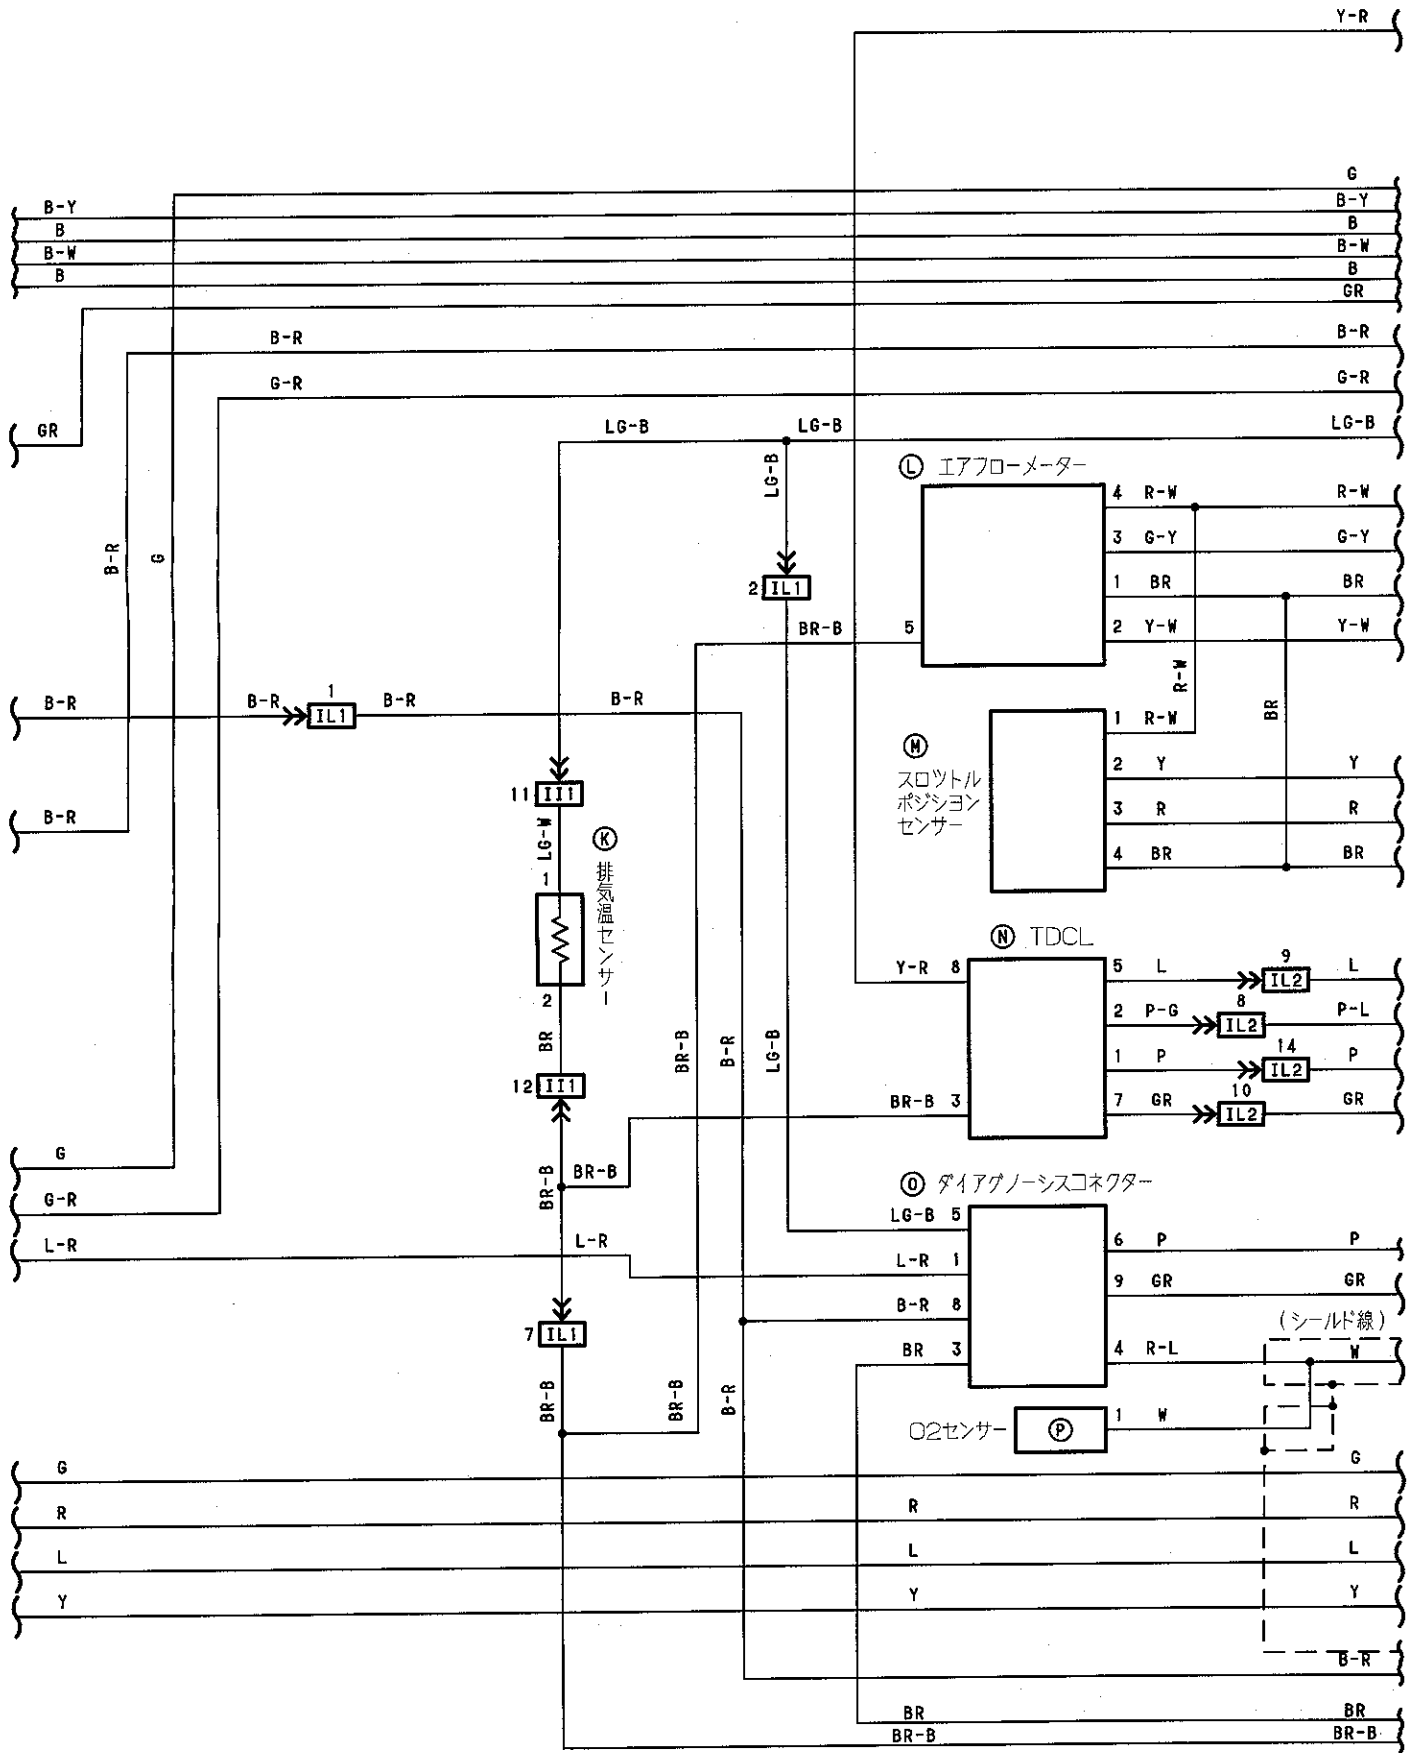 Y-R
G
B-Y B-Y
B B
B-W B-W
B B
GR
B-R B-R
G-R G-R
GR LG-B LG-B LG-B
LG-B
Ⓛ エアフローメーター
4 R-W R-W
3 G-Y G-Y
B-R G
2 IL1 1 BR BR
BR-B 5 2 Y-W Y-W
R-W
BR
1
B-R B-R IL1 B-R B-R
1 R-W
Ⓜ
スロツトル
ポジシヨン
センサー
2 Y Y
3 R R
4 BR BR
11 II1
B-R
LG-W
Ⓚ
排気温センサー
1
2
BR
12 II1
BR-B
B-R
LG-B
Ⓝ TDCL
Y-R 8 5 L 9 IL2 L
2 P-G 8 IL2 P-L
1 P 14 IL2 P
BR-B 3 7 GR 10 IL2 GR
G
BR-B BR-B
Ⓞ ダイアグノーシスコネクター
G-R LG-B 5
L-R L-R L-R 1 6 P P
B-R 8 9 GR GR
(シールド線)
7 IL1 BR 3 4 R-L W
BR-B BR-B B-R
O2センサー Ⓟ 1 W
G G
R R R
L L L
Y Y Y
B-R
BR BR
BR-B BR-B